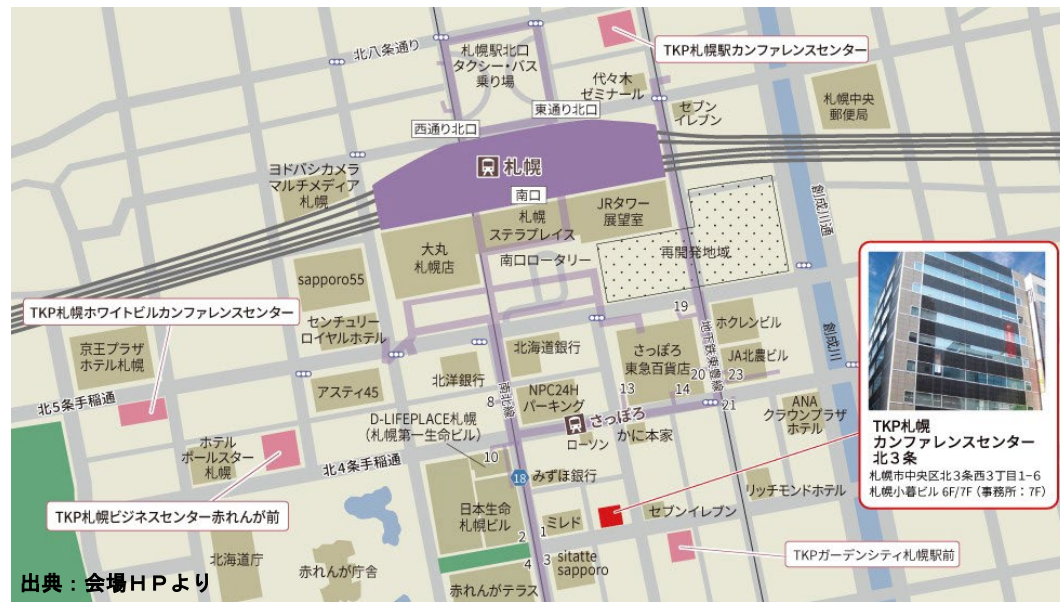 北八条通り
札幌駅北口
タクシー・バス
乗り場
TKP札幌駅カンファレンスセンター
代々木
ゼミナール
セブン
イレブン
札幌中央
郵便局
東通り北口
西通り北口
ヨドバシカメラ
マルチメディア
札幌
札幌
南口
JRタワー
展望室
札幌
ステラプレイス
大丸
札幌店
南口ロータリー
再開発地域
創成川通
sapporo55
TKP札幌ホワイトビルカンファレンスセンター
センチュリー
ロイヤルホテル
19
ホクレンビル
地下鉄東豊線
創成川
京王プラザ
ホテル札幌
北海道銀行
さっぽろ
東急百貨店
JA北農ビル
アスティ45
北洋銀行
南北線
NPC24H
パーキング
13
14
20
23
21
8
北5条手稲通
D-LIFEPLACE札幌
(札幌第一生命ビル)
さっぽろ
ローソン
かに本家
ANA
クラウンプラザ
ホテル
TKP札幌
カンファレンスセンター
北3条
札幌市中央区北3条西3丁目1-6
札幌小暮ビル 6F/7F (事務所:7F)
ホテル
ポールスター
札幌
北4条手稲通
10
18
みずほ銀行
リッチモンドホテル
TKP札幌ビジネスセンター赤れんが前
日本生命
札幌ビル
2
1
ミレド
セブンイレブン
4
3
sitatte
sapporo
TKPガーデンシティ札幌駅前
北海道庁
赤れんが庁舎
赤れんがテラス
出典:会場HPより